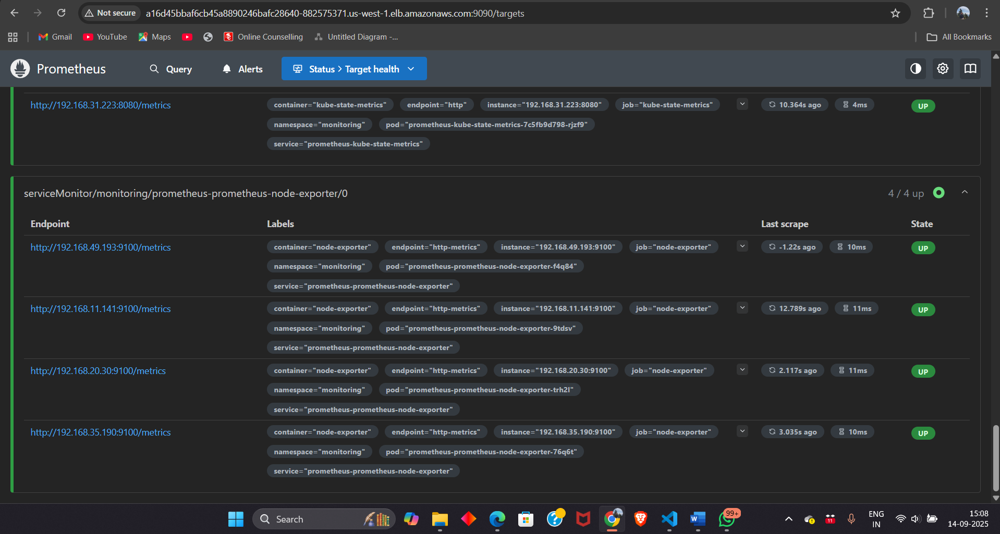 Not secure a16d45bbaf6cb45a8890246bafc28640-882575371.us-west-1.elb.amazonaws.com:9090/targets
Gmail YouTube Maps Online Counselling Untitled Diagram -... All Bookmarks
Prometheus Query Alerts Status > Target health
http://192.168.31.223:8080/metrics container="kube-state-metrics" endpoint="http" instance="192.168.31.223:8080" job="kube-state-metrics" 10.364s ago 4ms UP
namespace="monitoring" pod="prometheus-kube-state-metrics-7c5fb9d798-rjzf9"
service="prometheus-kube-state-metrics"
serviceMonitor/monitoring/prometheus-prometheus-node-exporter/0 4 / 4 up
Endpoint Labels Last scrape State
http://192.168.49.193:9100/metrics container="node-exporter" endpoint="http-metrics" instance="192.168.49.193:9100" job="node-exporter" -1.22s ago 10ms UP
namespace="monitoring" pod="prometheus-prometheus-node-exporter-f4q84"
service="prometheus-prometheus-node-exporter"
http://192.168.11.141:9100/metrics container="node-exporter" endpoint="http-metrics" instance="192.168.11.141:9100" job="node-exporter" 12.789s ago 11ms UP
namespace="monitoring" pod="prometheus-prometheus-node-exporter-9tdsv"
service="prometheus-prometheus-node-exporter"
http://192.168.20.30:9100/metrics container="node-exporter" endpoint="http-metrics" instance="192.168.20.30:9100" job="node-exporter" 2.117s ago 11ms UP
namespace="monitoring" pod="prometheus-prometheus-node-exporter-trh2l"
service="prometheus-prometheus-node-exporter"
http://192.168.35.190:9100/metrics container="node-exporter" endpoint="http-metrics" instance="192.168.35.190:9100" job="node-exporter" 3.035s ago 10ms UP
namespace="monitoring" pod="prometheus-prometheus-node-exporter-76q6t"
service="prometheus-prometheus-node-exporter"
Search 99+ 11 ENG 15:08
IN 14-09-2025